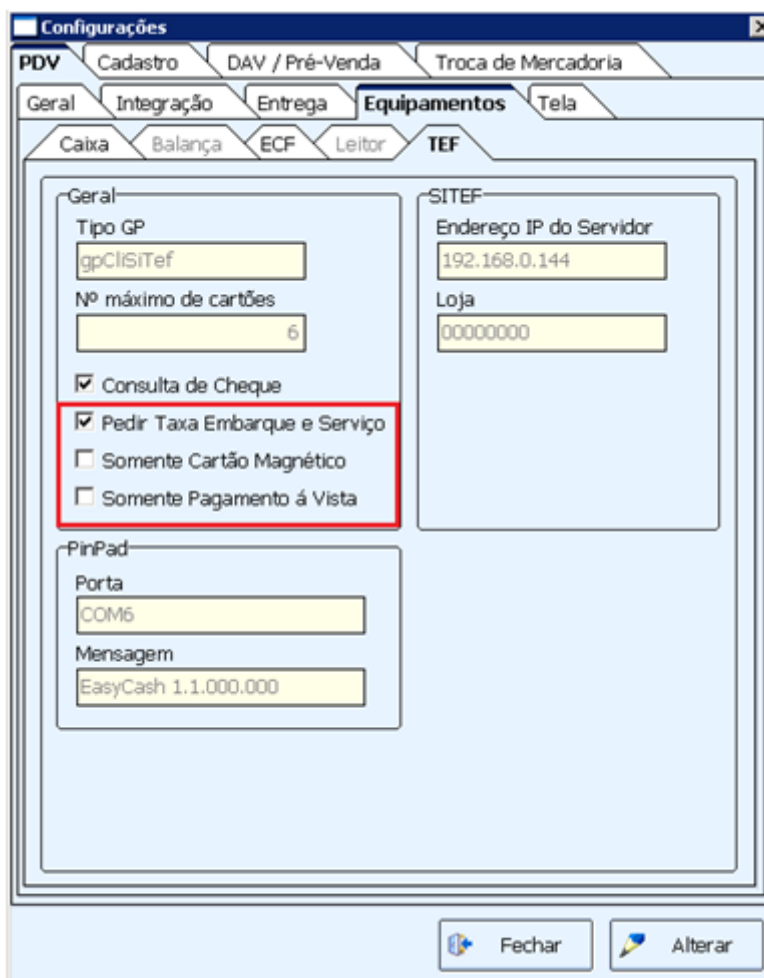 Configurações
PDV Cadastro DAV / Pré-Venda Troca de Mercadoria
Geral Integração Entrega Equipamentos Tela
Caixa Balança ECF Leitor TEF
Geral
Tipo GP
gpCliSiTef
Nº máximo de cartões
6
Consulta de Cheque
Pedir Taxa Embarque e Serviço
Somente Cartão Magnético
Somente Pagamento á Vista
SITEF
Endereço IP do Servidor
192.168.0.144
Loja
00000000
PinPad
Porta
COM6
Mensagem
EasyCash 1.1.000.000
Fechar Alterar